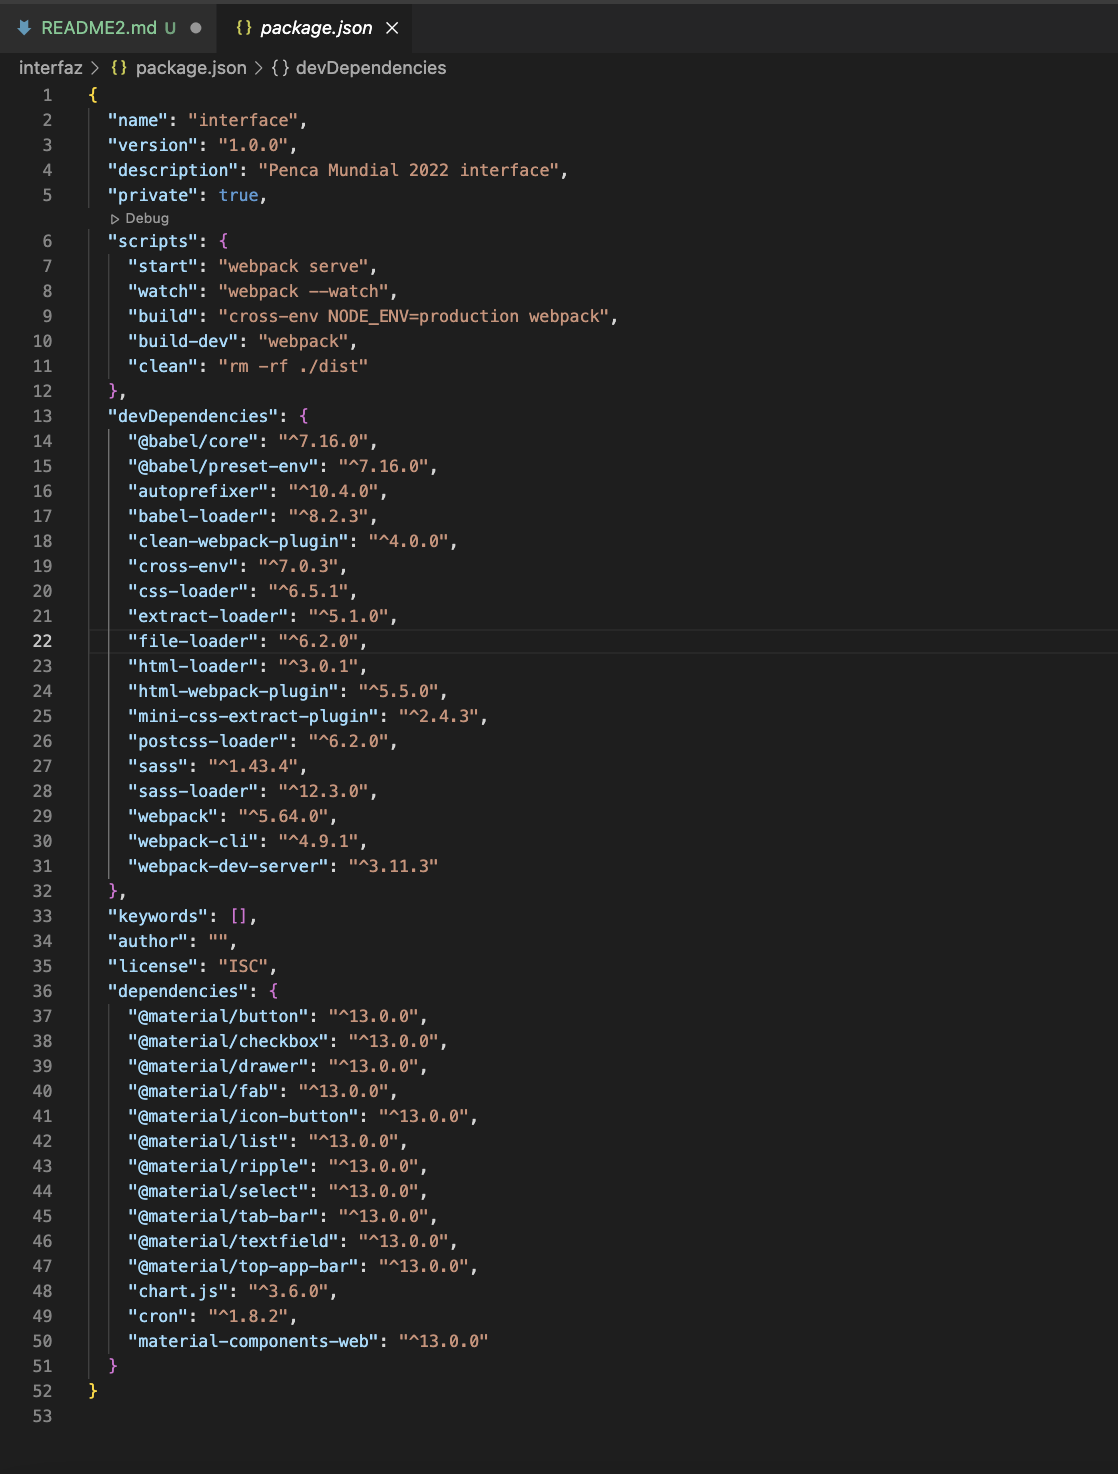 README2.md U
{} package.json
interfaz > {} package.json > {} devDependencies
1 {
2 "name": "interface",
3 "version": "1.0.0",
4 "description": "Penca Mundial 2022 interface",
5 "private": true,
Debug
6 "scripts": {
7 "start": "webpack serve",
8 "watch": "webpack --watch",
9 "build": "cross-env NODE_ENV=production webpack",
10 "build-dev": "webpack",
11 "clean": "rm -rf ./dist"
12 },
13 "devDependencies": {
14 "@babel/core": "^7.16.0",
15 "@babel/preset-env": "^7.16.0",
16 "autoprefixer": "^10.4.0",
17 "babel-loader": "^8.2.3",
18 "clean-webpack-plugin": "^4.0.0",
19 "cross-env": "^7.0.3",
20 "css-loader": "^6.5.1",
21 "extract-loader": "^5.1.0",
22 "file-loader": "^6.2.0",
23 "html-loader": "^3.0.1",
24 "html-webpack-plugin": "^5.5.0",
25 "mini-css-extract-plugin": "^2.4.3",
26 "postcss-loader": "^6.2.0",
27 "sass": "^1.43.4",
28 "sass-loader": "^12.3.0",
29 "webpack": "^5.64.0",
30 "webpack-cli": "^4.9.1",
31 "webpack-dev-server": "^3.11.3"
32 },
33 "keywords": [],
34 "author": "",
35 "license": "ISC",
36 "dependencies": {
37 "@material/button": "^13.0.0",
38 "@material/checkbox": "^13.0.0",
39 "@material/drawer": "^13.0.0",
40 "@material/fab": "^13.0.0",
41 "@material/icon-button": "^13.0.0",
42 "@material/list": "^13.0.0",
43 "@material/ripple": "^13.0.0",
44 "@material/select": "^13.0.0",
45 "@material/tab-bar": "^13.0.0",
46 "@material/textfield": "^13.0.0",
47 "@material/top-app-bar": "^13.0.0",
48 "chart.js": "^3.6.0",
49 "cron": "^1.8.2",
50 "material-components-web": "^13.0.0"
51 }
52 }
53